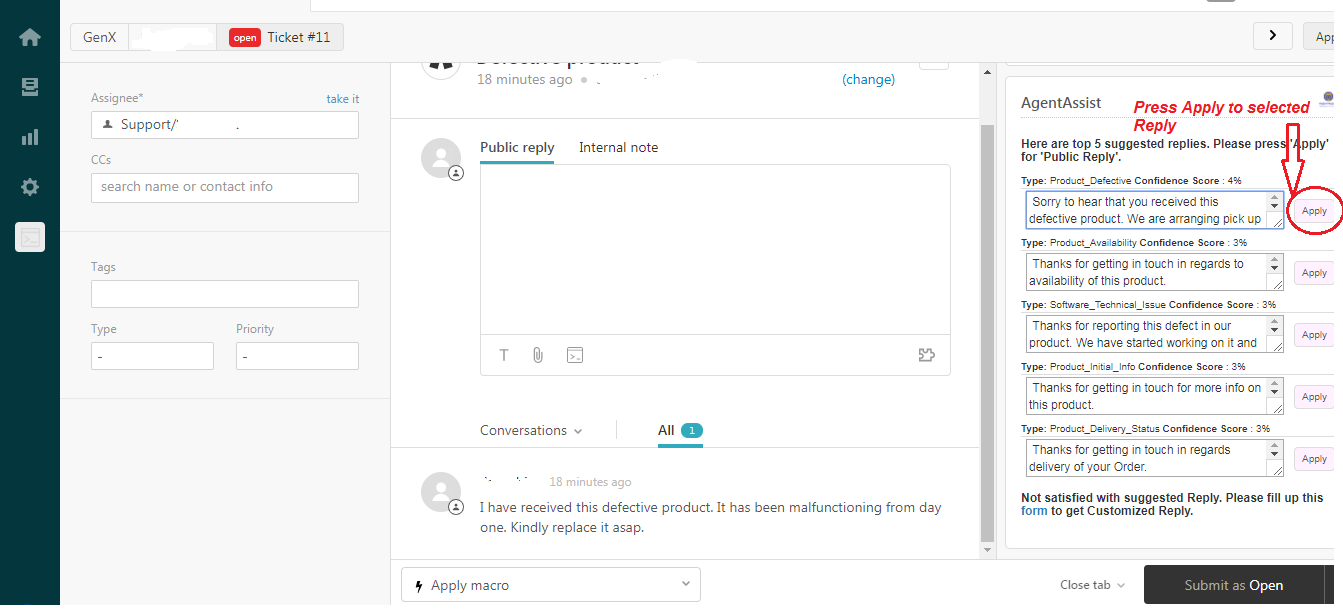 GenX
open Ticket #11
App
Assignee*
take it
Support/
CCs
search name or contact info
Tags
Type
Priority
-
-
18 minutes ago
(change)
Public reply
Internal note
T
Conversations
All 1
18 minutes ago
I have received this defective product. It has been malfunctioning from day
one. Kindly replace it asap.
Apply macro
Close tab
Submit as Open
AgentAssist
Press Apply to selected
Reply
Here are top 5 suggested replies. Please press 'Apply'
for 'Public Reply'.
Type: Product_Defective Confidence Score : 4%
Sorry to hear that you received this
defective product. We are arranging pick up
Apply
Type: Product_Availability Confidence Score : 3%
Thanks for getting in touch in regards to
availability of this product.
Apply
Type: Software_Technical_Issue Confidence Score : 3%
Thanks for reporting this defect in our
product. We have started working on it and
Apply
Type: Product_Initial_Info Confidence Score : 3%
Thanks for getting in touch for more info on
this product.
Apply
Type: Product_Delivery_Status Confidence Score : 3%
Thanks for getting in touch in regards
delivery of your Order.
Apply
Not satisfied with suggested Reply. Please fill up this
form to get Customized Reply.